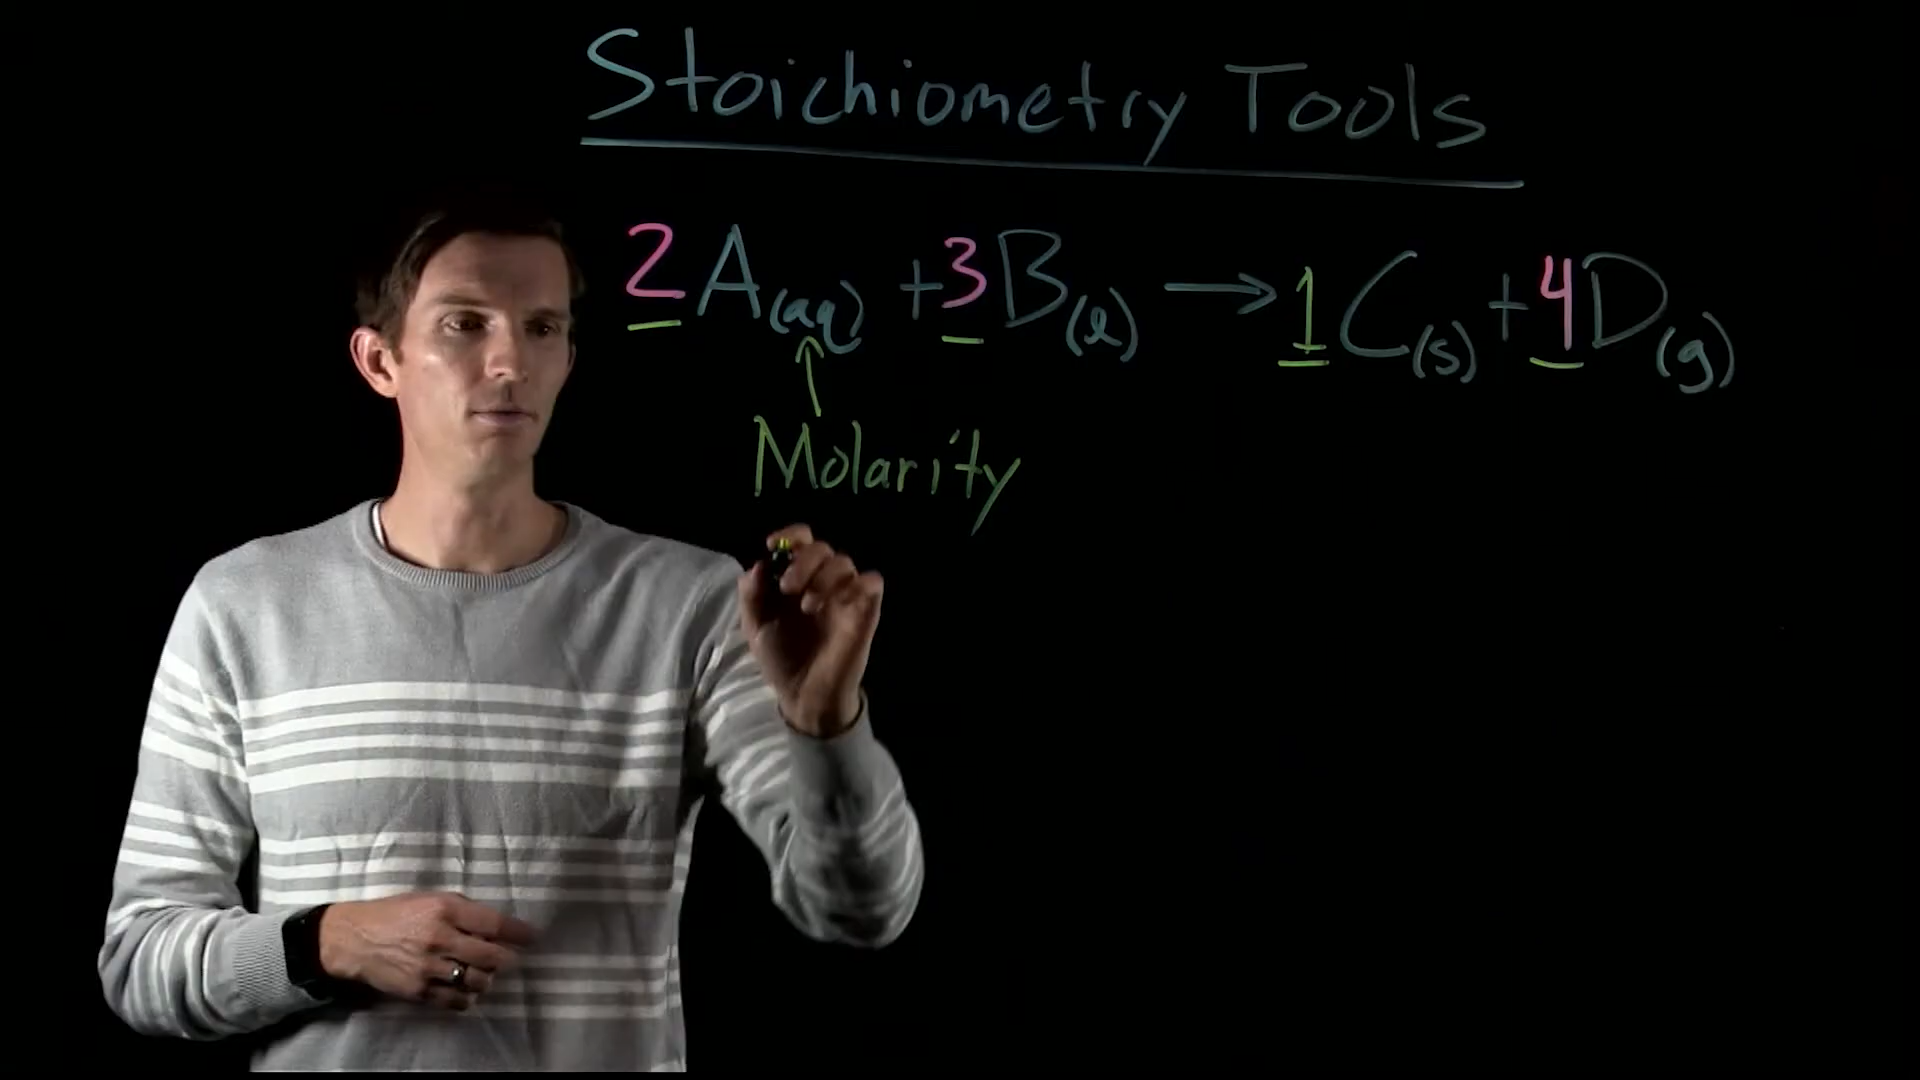 Stoichiometry Tools
2A(aq) + 3B(l) → 1C(s) + 4D(g)
Molarity